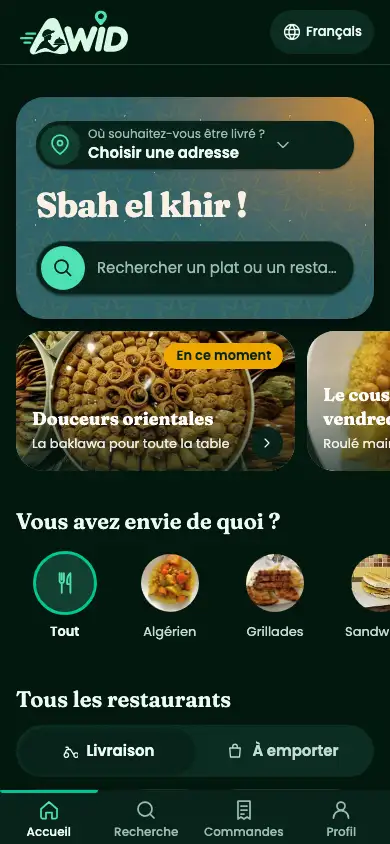 AWID
Français
Où souhaitez-vous être livré ?
Choisir une adresse
Sbah el khir !
Rechercher un plat ou un resta...
En ce moment
Douceurs orientales
La baklawa pour toute la table
Le cous
vendred
Roulé mai
Vous avez envie de quoi ?
Tout
Algérien
Grillades
Sandw
Tous les restaurants
Livraison
À emporter
Accueil
Recherche
Commandes
Profil